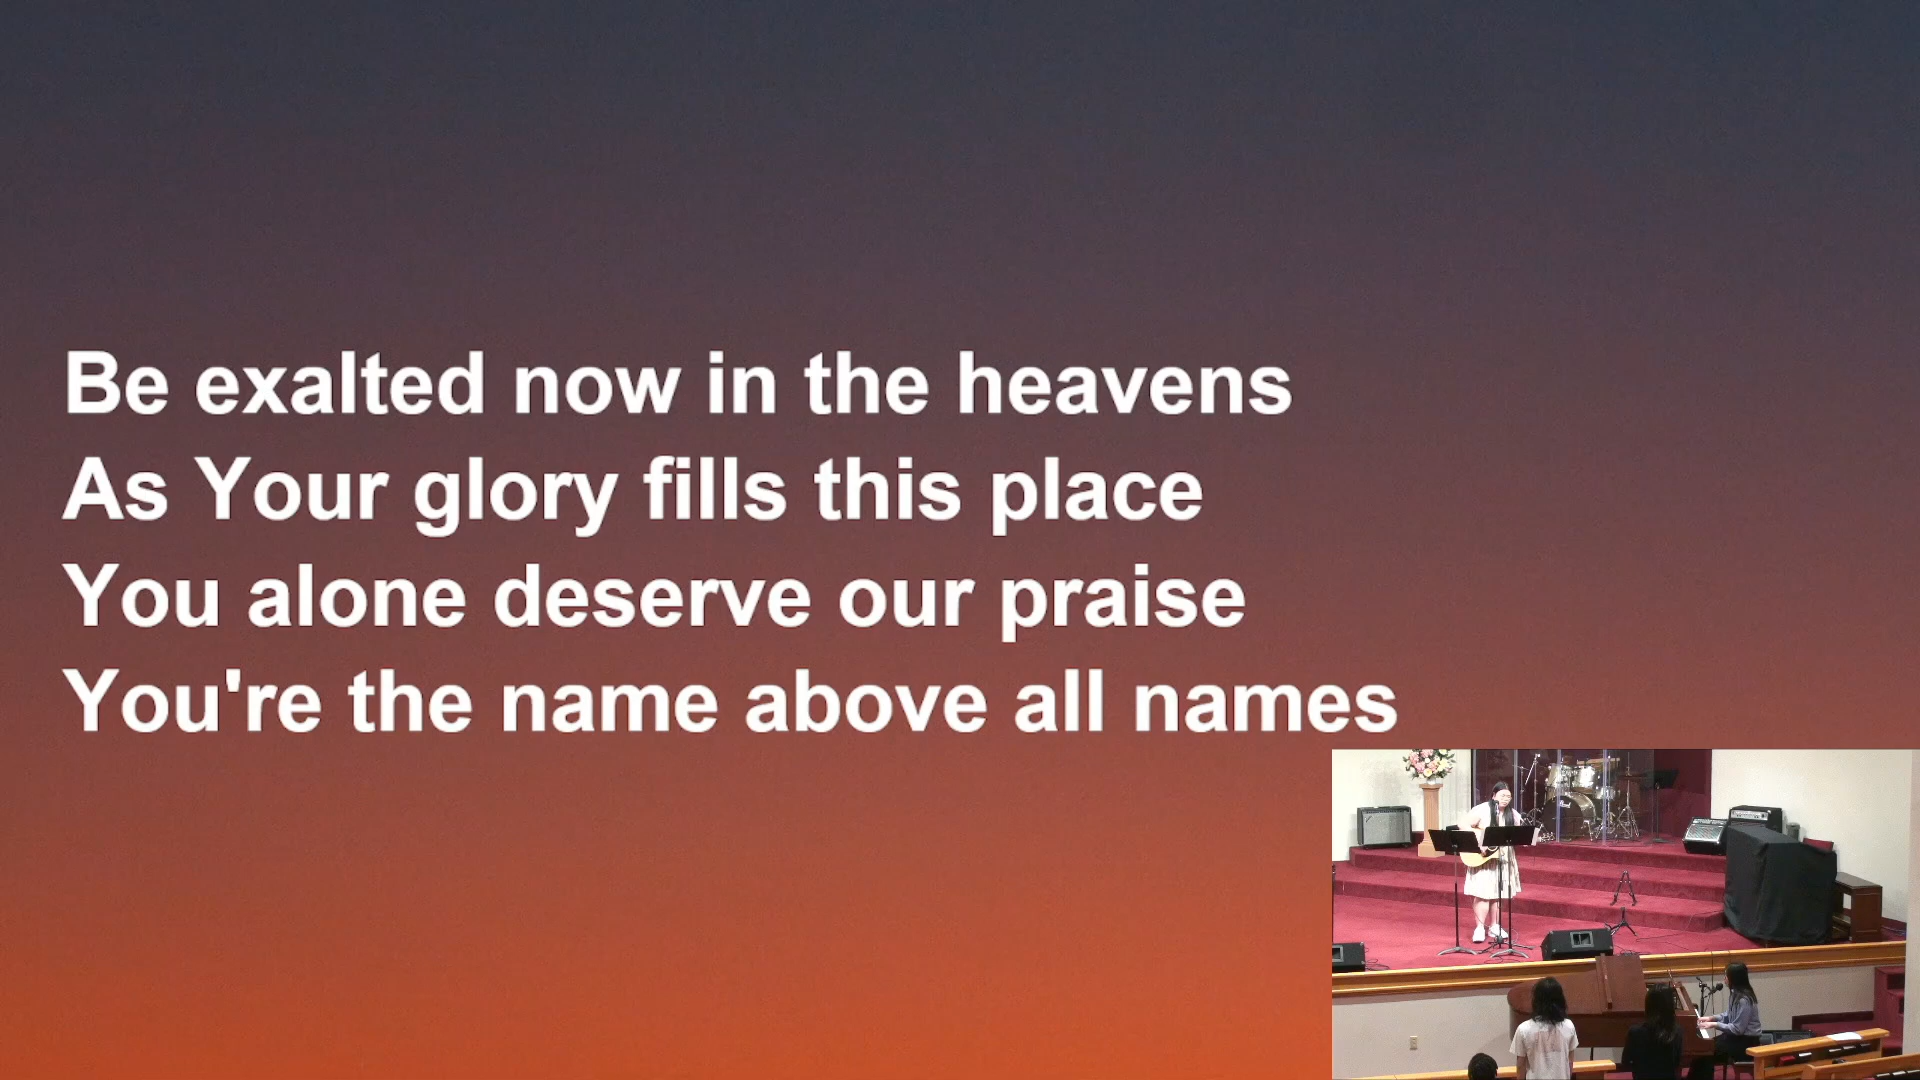 Be exalted now in the heavens
As Your glory fills this place
You alone deserve our praise
You're the name above all names